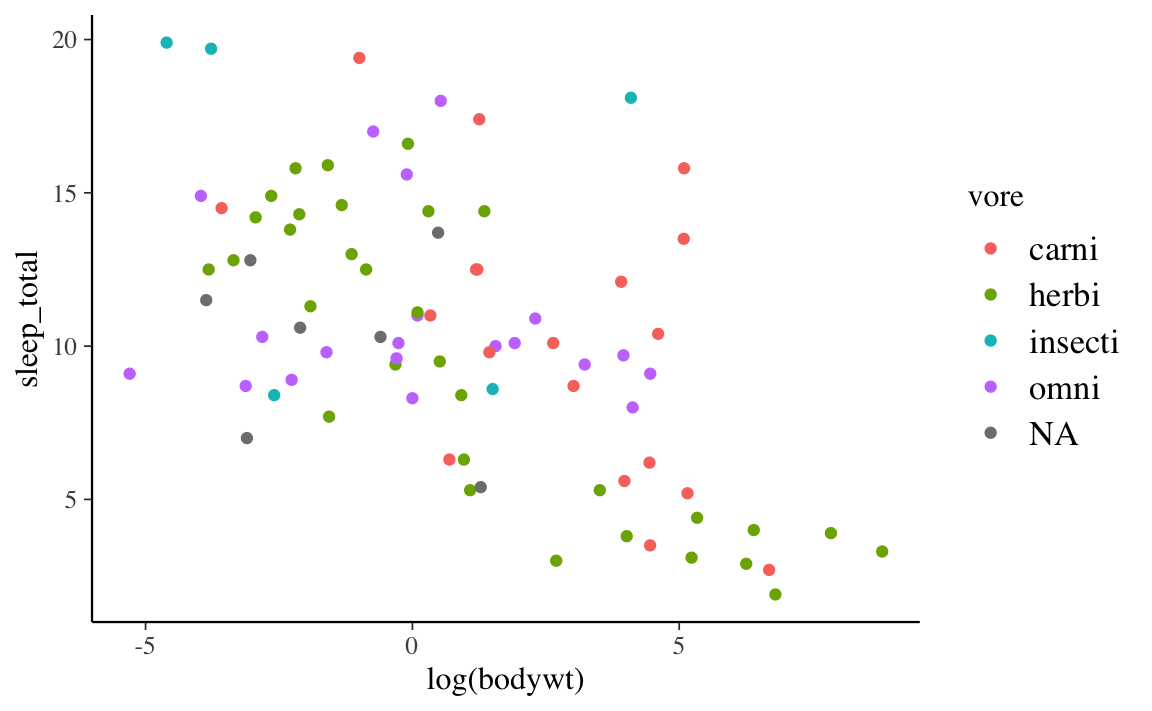 20
15
10
5
sleep_total
-5
0
5
log(bodywt)
vore
carni
herbi
insecti
omni
NA